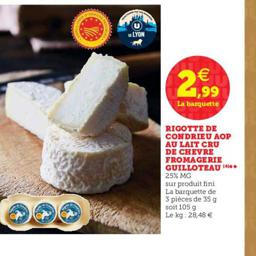 U
LYON
2€,99
La barquette
RIGOTTE DE
CONDRIEU AOP
AU LAIT CRU
DE CHEVRE
FROMAGERIE
GUILLOTEAU
25% MG
sur produit fini
La barquette de
3 pièces de 35 g
soit 105 g
Le kg : 28,48 €